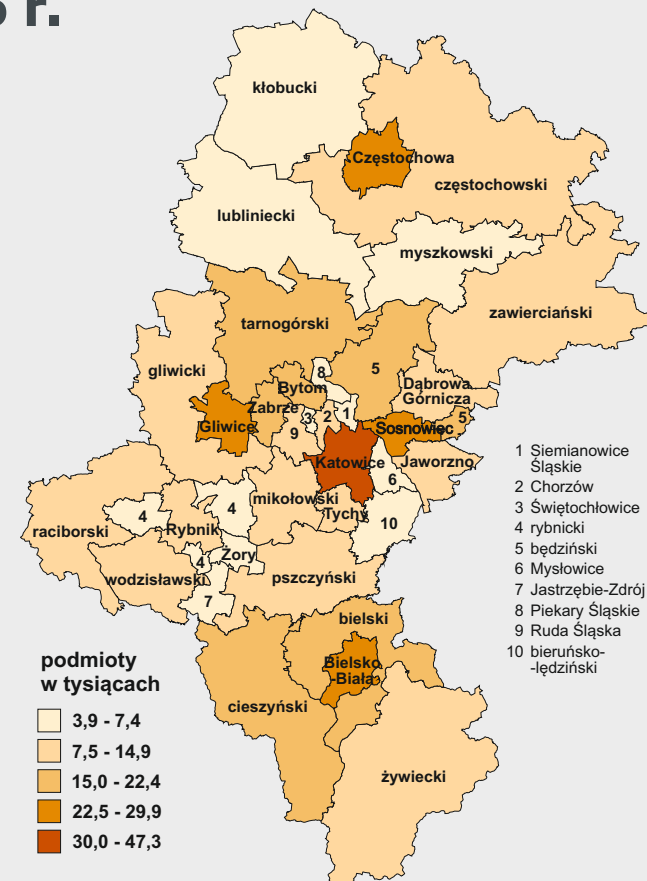 r.
kłobucki
Częstochowa
częstochowski
lubliniecki
myszkowski
zawierciański
tarnogórski
gliwicki
8
5
Bytom
Dąbrowa
Górnicza
Zabrze
3
2
1
5
Gliwice
9
Sosnowiec
Katowice
Jaworzno
6
mikołowski
4
4
Tychy
10
raciborski
Rybnik
Żory
4
wodzisławski
pszczyński
7
bielski
Bielsko
-Biała
cieszyński
żywiecki
1 Siemianowice
Śląskie
2 Chorzów
3 Świętochłowice
4 rybnicki
5 będziński
6 Mysłowice
7 Jastrzębie-Zdrój
8 Piekary Śląskie
9 Ruda Śląska
10 bieruńsko-
-lędziński
podmioty
w tysiącach
3,9 - 7,4
7,5 - 14,9
15,0 - 22,4
22,5 - 29,9
30,0 - 47,3